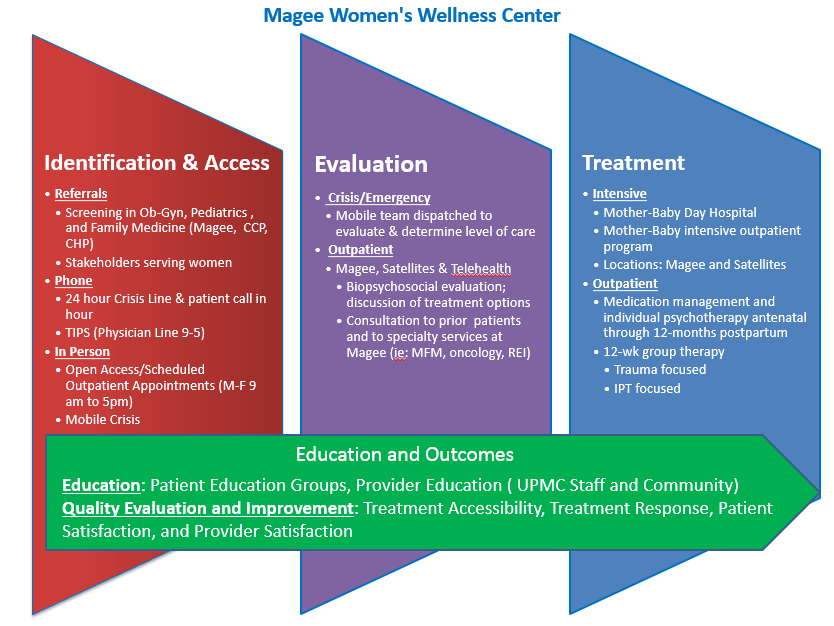 Magee Women's Wellness Center
Identification & Access
• Referrals
• Screening in Ob-Gyn, Pediatrics ,
and Family Medicine (Magee, CCP,
CHP)
• Stakeholders serving women
• Phone
• 24 hour Crisis Line & patient call in
hour
• TIPS (Physician Line 9-5)
• In Person
• Open Access/Scheduled
Outpatient Appointments (M-F 9
am to 5pm)
• Mobile Crisis
Evaluation
• Crisis/Emergency
• Mobile team dispatched to
evaluate & determine level of care
• Outpatient
• Magee, Satellites & Telehealth
• Biopsychosocial evaluation;
discussion of treatment options
• Consultation to prior patients
and to specialty services at
Magee (ie: MFM, oncology, REI)
Treatment
• Intensive
• Mother-Baby Day Hospital
• Mother-Baby intensive outpatient
program
• Locations: Magee and Satellites
• Outpatient
• Medication management and
individual psychotherapy antenatal
through 12-months postpartum
• 12-wk group therapy
• Trauma focused
• IPT focused
Education and Outcomes
Education: Patient Education Groups, Provider Education ( UPMC Staff and Community)
Quality Evaluation and Improvement: Treatment Accessibility, Treatment Response, Patient
Satisfaction, and Provider Satisfaction